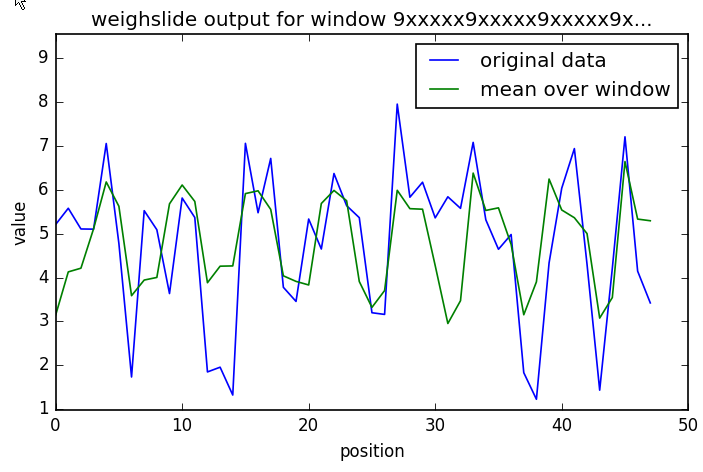 weighslide output for window 9xxxxx9xxxxx9xxxxx9x...
original data
mean over window
9
8
7
6
5
4
3
2
1
value
0 10 20 30 40 50
position